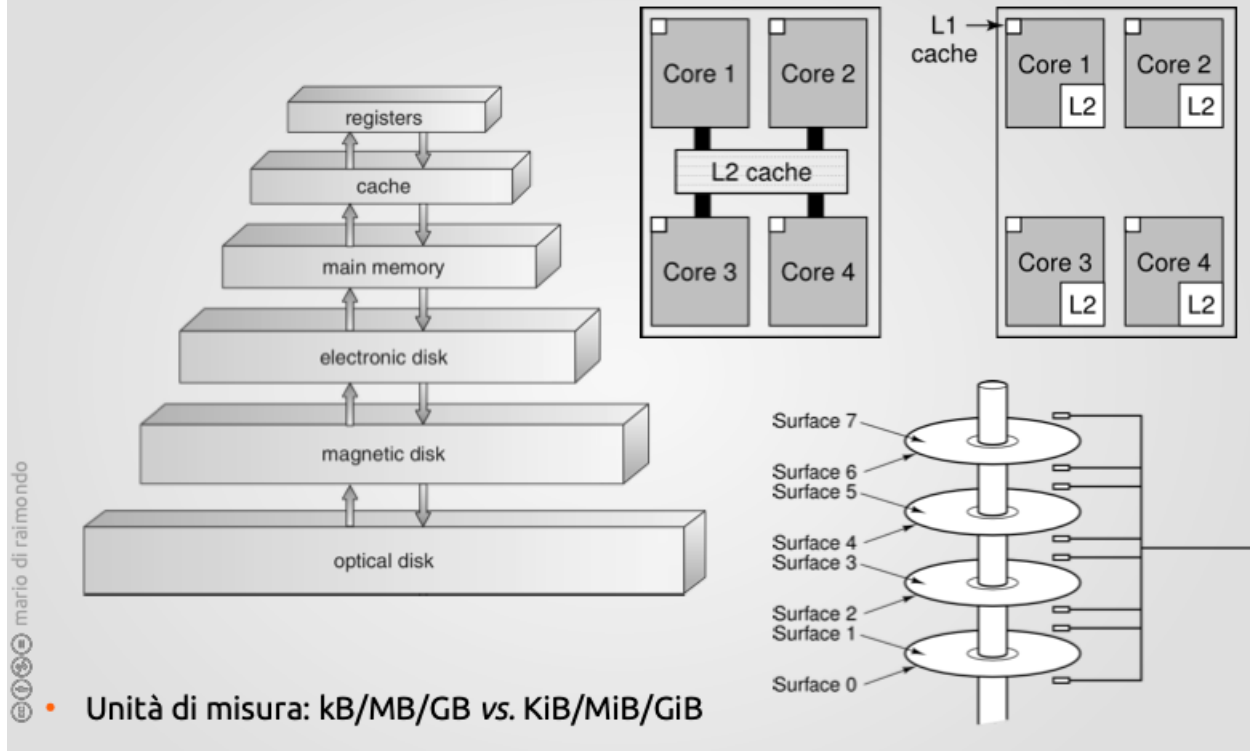 registers
cache
main memory
electronic disk
magnetic disk
optical disk
Core 1
Core 2
L2 cache
Core 3
Core 4
L1
cache
Core 1
Core 2
L2
L2
Core 3
Core 4
L2
L2
Surface 7
Surface 6
Surface 5
Surface 4
Surface 3
Surface 2
Surface 1
Surface 0
mario di raimondo
• Unità di misura: kB/MB/GB vs. KiB/MiB/GiB